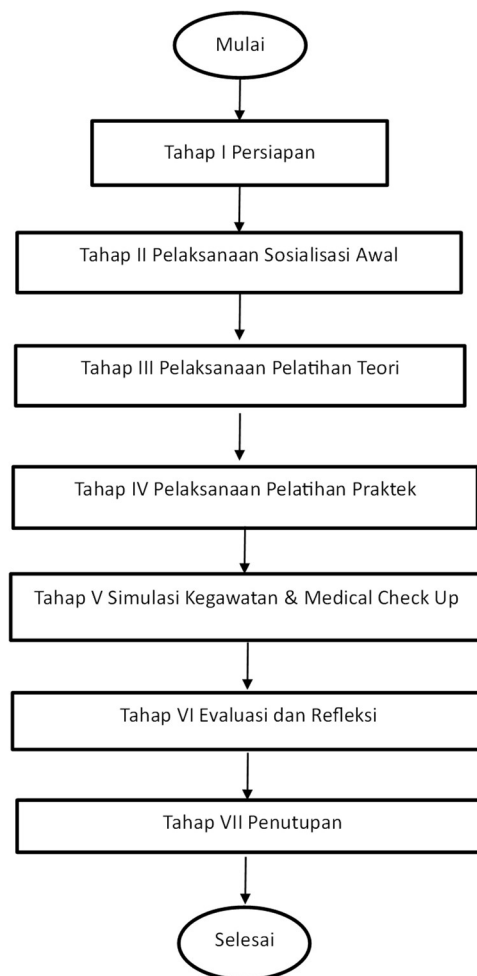 Mulai
Tahap I Persiapan
Tahap II Pelaksanaan Sosialisasi Awal
Tahap III Pelaksanaan Pelatihan Teori
Tahap IV Pelaksanaan Pelatihan Praktek
Tahap V Simulasi Kegawatan & Medical Check Up
Tahap VI Evaluasi dan Refleksi
Tahap VII Penutupan
Selesai